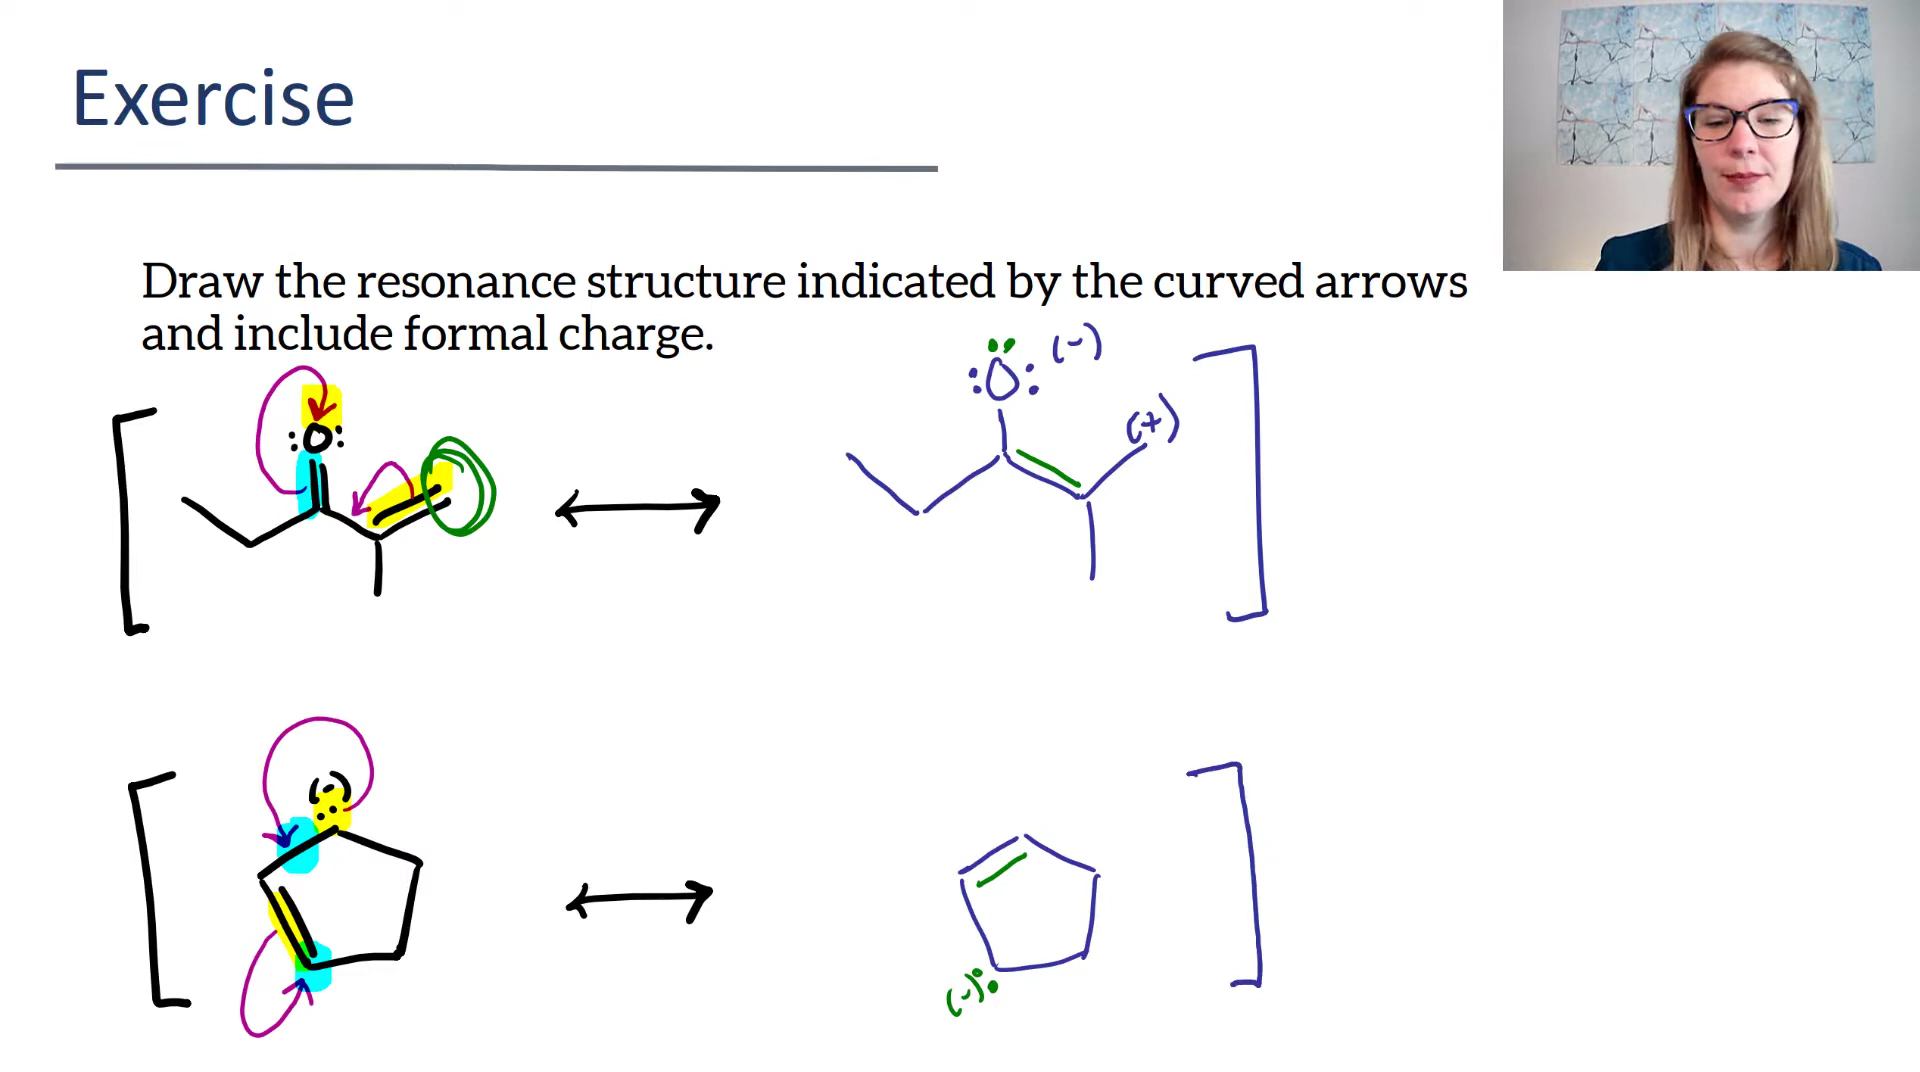 Exercise
Draw the resonance structure indicated by the curved arrows
and include formal charge.
:O:
:O: (-)
(+)
(-)
(-)